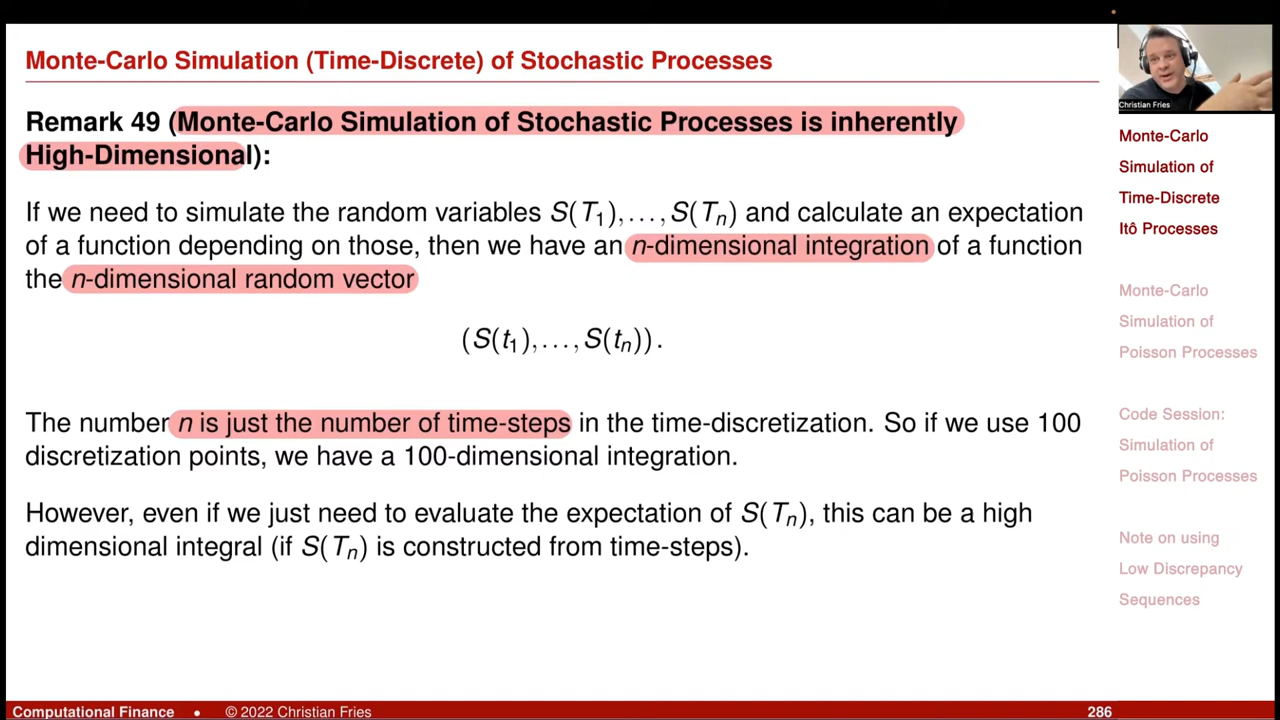 Monte-Carlo Simulation (Time-Discrete) of Stochastic Processes
Remark 49 (Monte-Carlo Simulation of Stochastic Processes is inherently
High-Dimensional):
If we need to simulate the random variables S(T₁),…,S(Tₙ) and calculate an expectation
of a function depending on those, then we have an n-dimensional integration of a function
the n-dimensional random vector
(S(t₁),…,S(tₙ)).
The number n is just the number of time-steps in the time-discretization. So if we use 100
discretization points, we have a 100-dimensional integration.
However, even if we just need to evaluate the expectation of S(Tₙ), this can be a high
dimensional integral (if S(Tₙ) is constructed from time-steps).
Christian Fries
Monte-Carlo
Simulation of
Time-Discrete
Itô Processes
Monte-Carlo
Simulation of
Poisson Processes
Code Session:
Simulation of
Poisson Processes
Note on using
Low Discrepancy
Sequences
Computational Finance • © 2022 Christian Fries 286